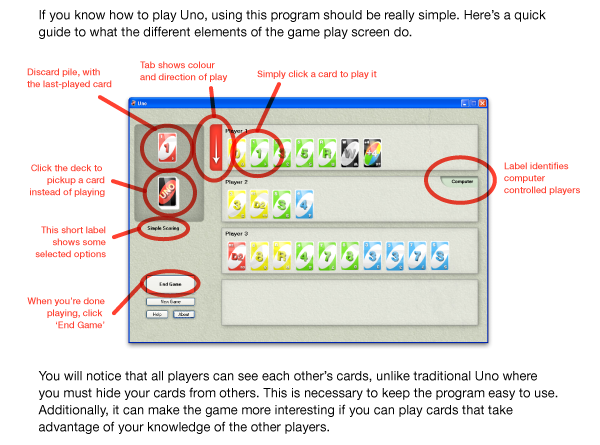 If you know how to play Uno, using this program should be really simple. Here's a quick
guide to what the different elements of the game play screen do.
Discard pile, with
the last-played card
Tab shows colour
and direction of play
Simply click a card to play it
Uno
Player 1
1
1
5
R
W
Click the deck to
pickup a card
instead of playing
UNO
Label identifies
computer
controlled players
Computer
Player 2
3
D2
3
4
This short label
shows some
selected options
Simple Scoring
Player 3
D2
6
R
4
7
6
3
3
7
3
When you're done
playing, click
'End Game'
End Game
New Game
Help
About
You will notice that all players can see each other's cards, unlike traditional Uno where
you must hide your cards from others. This is necessary to keep the program easy to use.
Additionally, it can make the game more interesting if you can play cards that take
advantage of your knowledge of the other players.